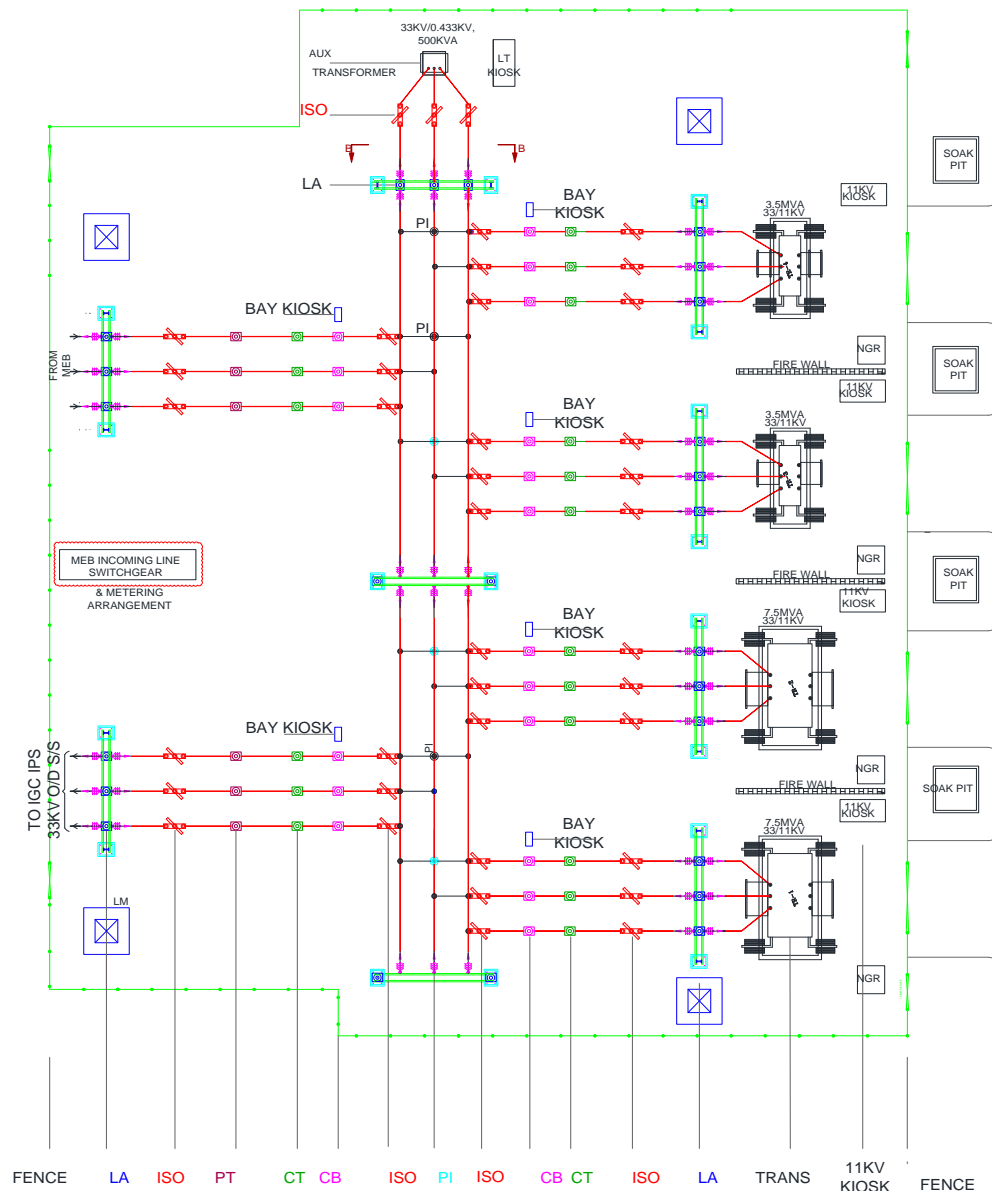 33KV/0.433KV,
500KVA
AUX
TRANSFORMER
LT
KIOSK
ISO
B
B
LA
BAY
KIOSK
11KV
KIOSK
SOAK
PIT
3.5MVA
33/11KV
PI
BAY KIOSK
PI
FROM
MEB
NGR
FIRE WALL
SOAK
PIT
11KV
KIOSK
BAY
KIOSK
3.5MVA
33/11KV
MEB INCOMING LINE
SWITCHGEAR
& METERING
ARRANGEMENT
NGR
FIRE WALL
SOAK
PIT
11KV
KIOSK
BAY
KIOSK
7.5MVA
33/11KV
BAY KIOSK
PI
TO IGC IPS
33KV O/D S/S
NGR
FIRE WALL
SOAK PIT
11KV
KIOSK
BAY
KIOSK
7.5MVA
33/11KV
TR-1
LM
NGR
FENCE LA ISO PT CT CB ISO PI ISO CB CT ISO LA TRANS 11KV KIOSK FENCE